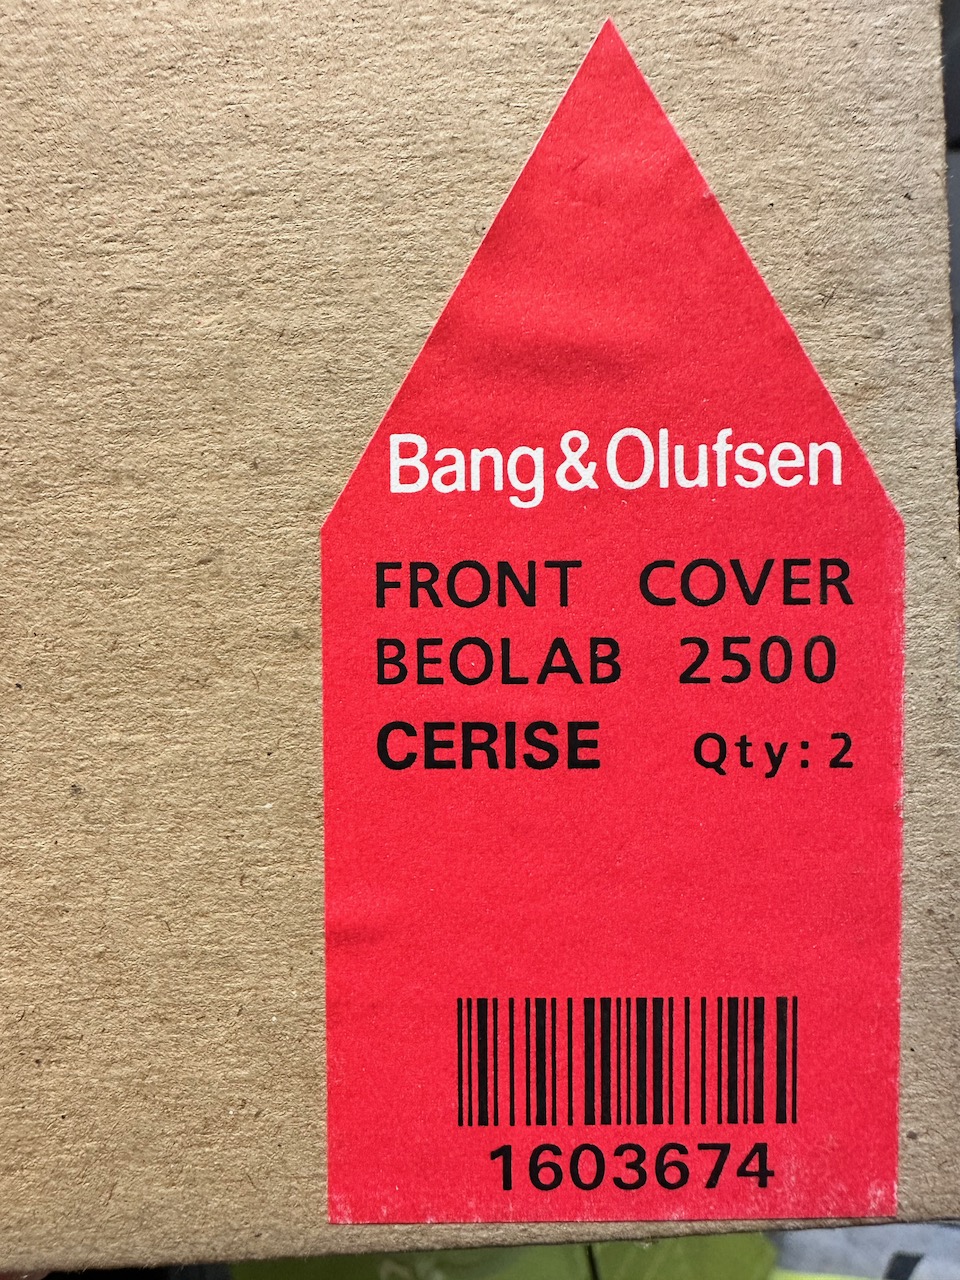 Bang & Olufsen
FRONT COVER
BEOLAB 2500
CERISE Qty: 2
1603674